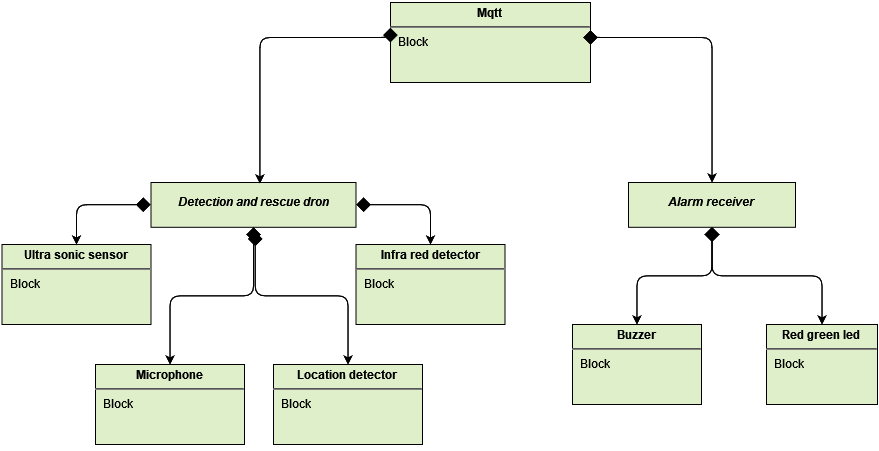 Mqtt
Block
Detection and rescue dron
Alarm receiver
Ultra sonic sensor
Block
Infra red detector
Block
Buzzer
Block
Red green led
Block
Microphone
Block
Location detector
Block